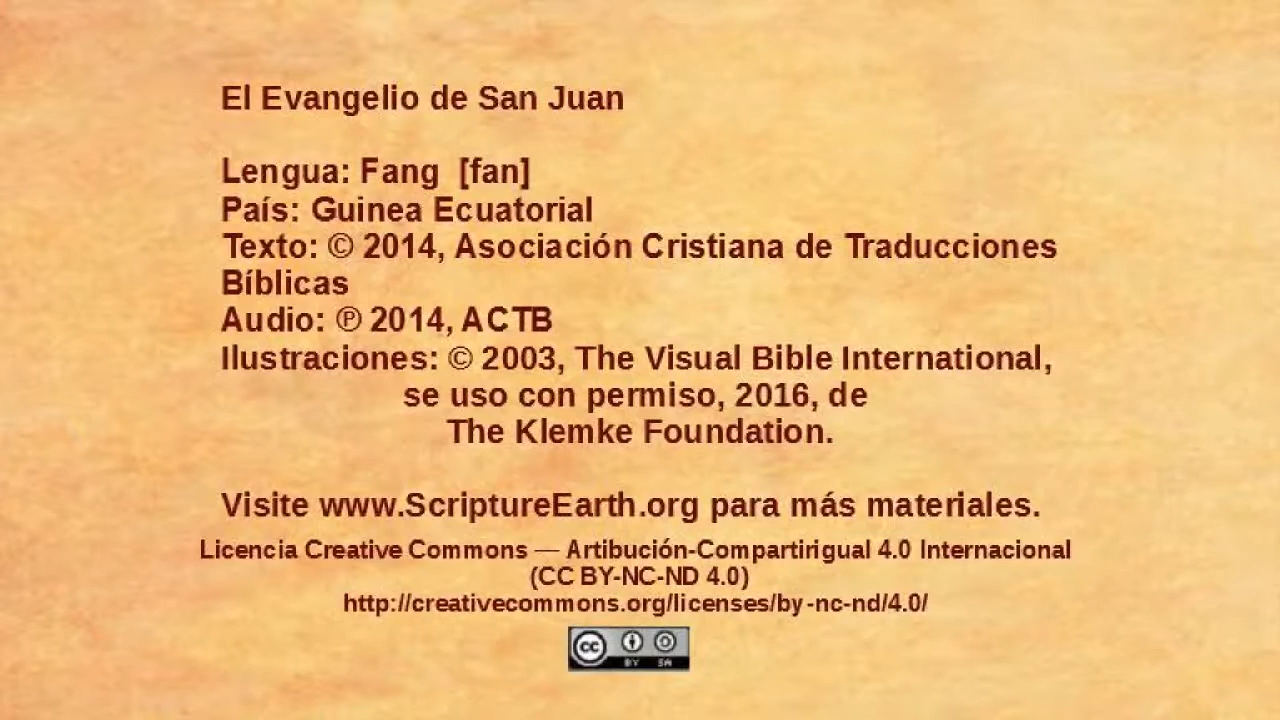 El Evangelio de San Juan
Lengua: Fang [fan]
País: Guinea Ecuatorial
Texto: © 2014, Asociación Cristiana de Traducciones
Bíblicas
Audio: ℗ 2014, ACTB
Ilustraciones: © 2003, The Visual Bible International,
se uso con permiso, 2016, de
The Klemke Foundation.
Visite www.ScriptureEarth.org para más materiales.
Licencia Creative Commons — Artibución-Compartirigual 4.0 Internacional
(CC BY-NC-ND 4.0)
http://creativecommons.org/licenses/by-nc-nd/4.0/
cc BY SA